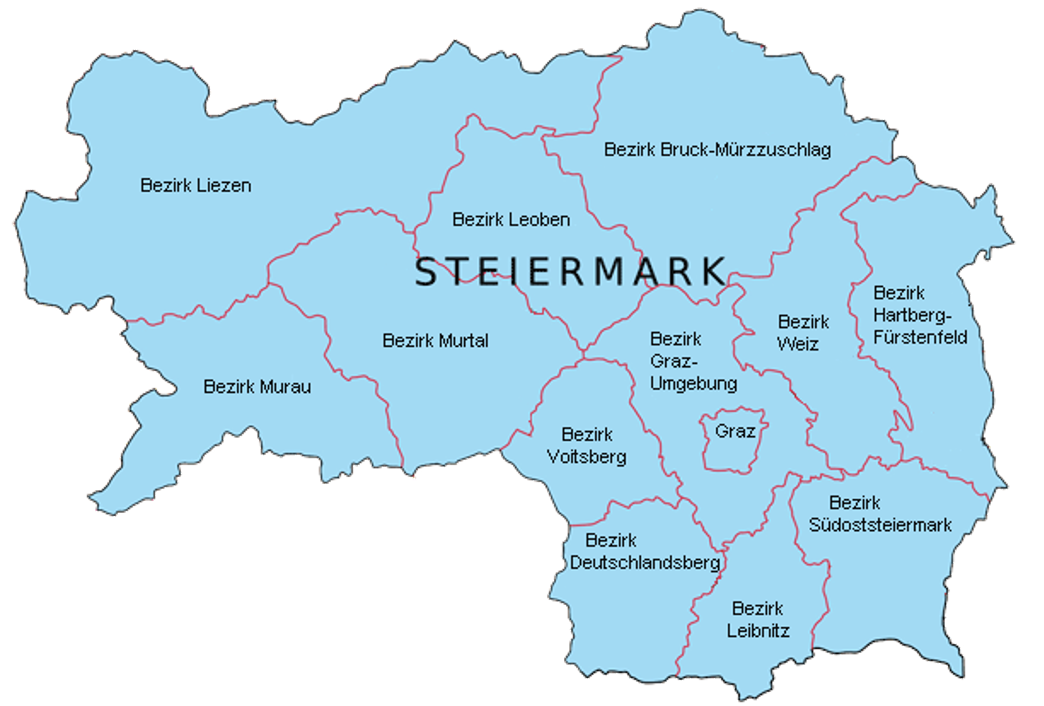 Bezirk Bruck-Mürzzuschlag
Bezirk Liezen
Bezirk Leoben
STEIERMARK
Bezirk
Hartberg-
Fürstenfeld
Bezirk
Weiz
Bezirk Murtal
Bezirk
Graz-
Umgebung
Bezirk Murau
Graz
Bezirk
Voitsberg
Bezirk
Südoststeiermark
Bezirk
Deutschlandsberg
Bezirk
Leibnitz